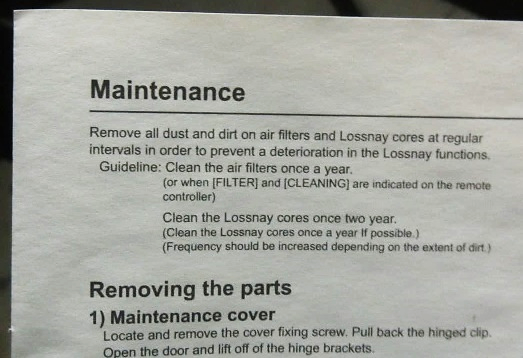 Maintenance
Remove all dust and dirt on air filters and Lossnay cores at regular
intervals in order to prevent a deterioration in the Lossnay functions.
Guideline: Clean the air filters once a year.
(or when [FILTER] and [CLEANING] are indicated on the remote
controller)
Clean the Lossnay cores once two year.
(Clean the Lossnay cores once a year If possible.)
(Frequency should be increased depending on the extent of dirt.)
Removing the parts
1) Maintenance cover
Locate and remove the cover fixing screw. Pull back the hinged clip.
Open the door and lift off of the hinge brackets.